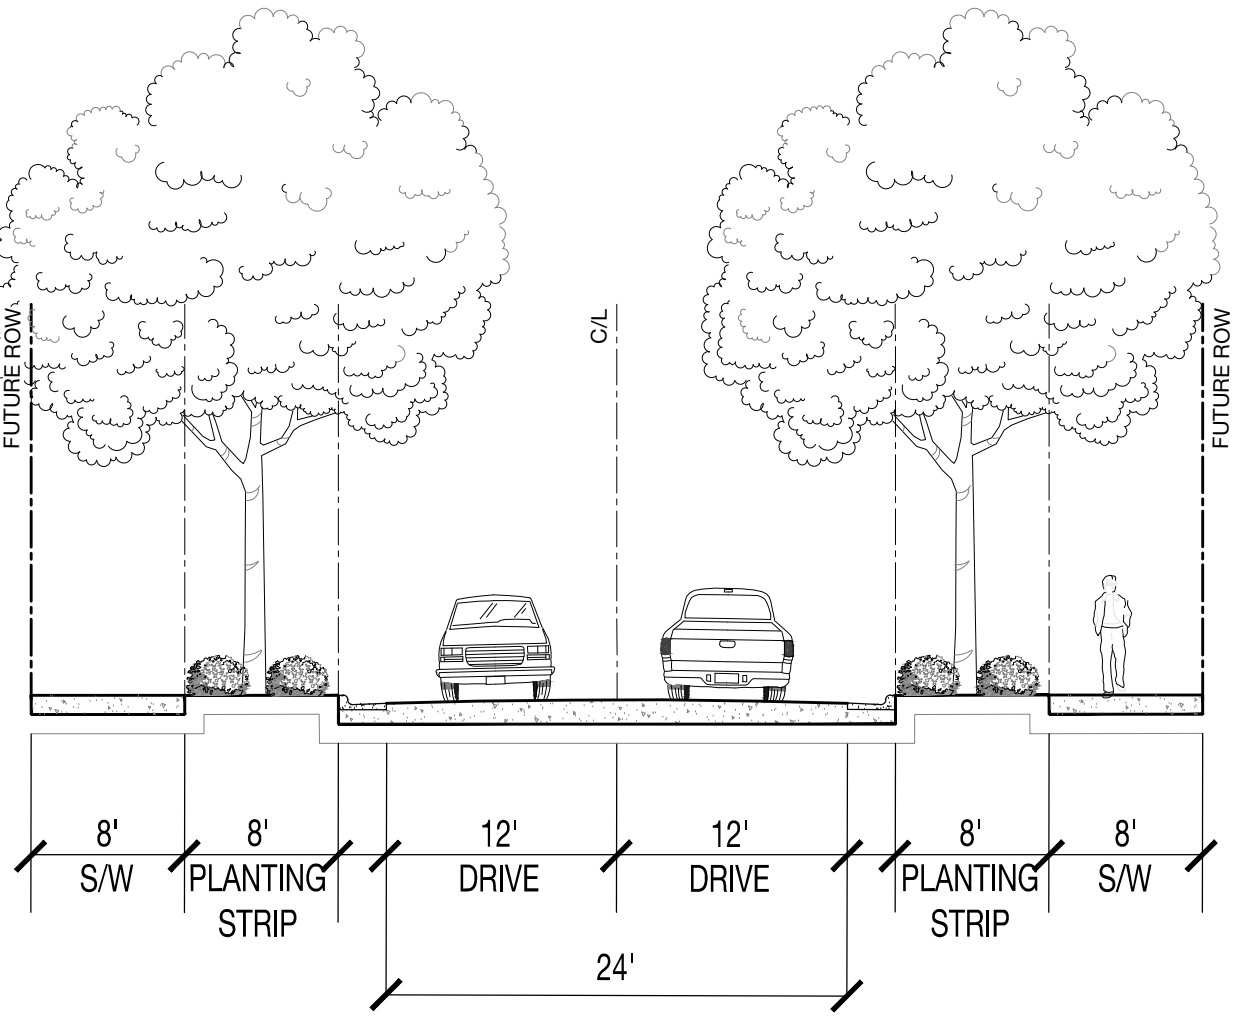 FUTURE ROW
C/L
FUTURE ROW
8'
8'
12'
12'
8'
8'
S/W
PLANTING
STRIP
DRIVE
DRIVE
PLANTING
STRIP
S/W
24'